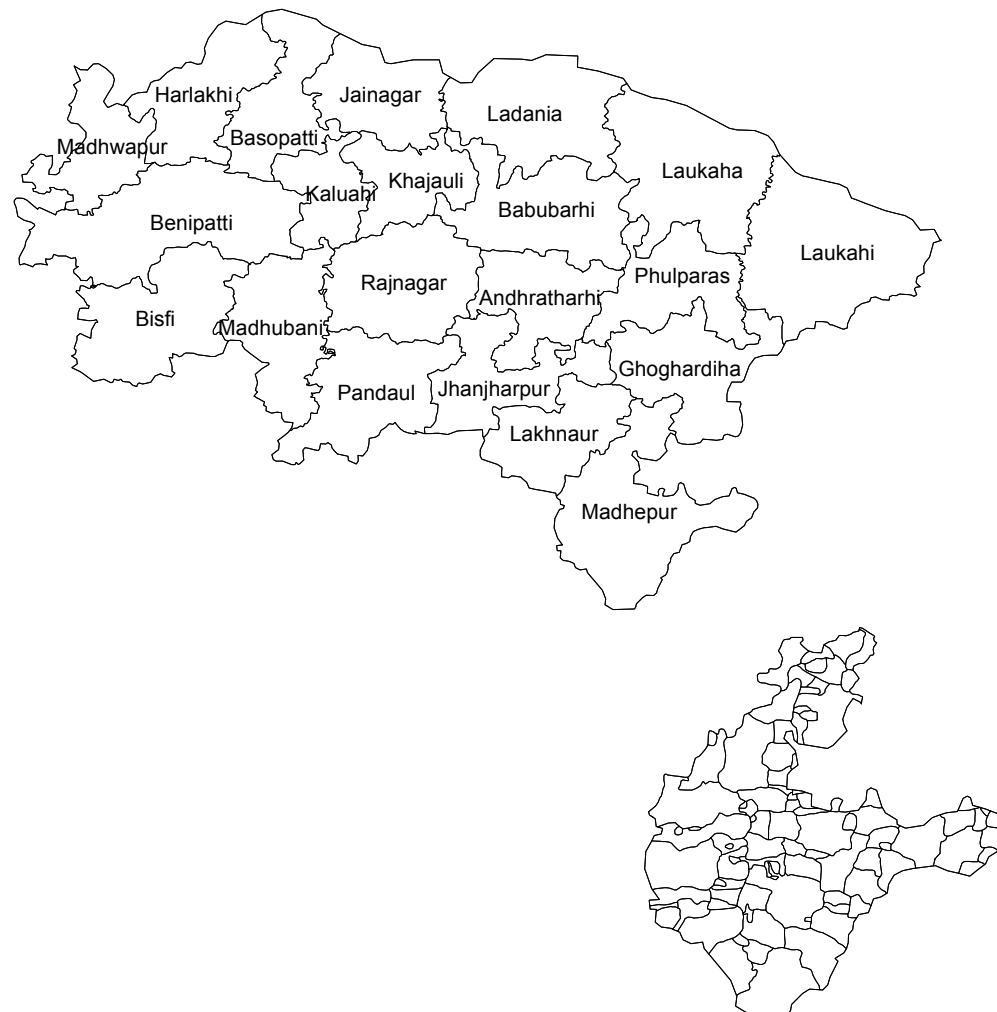 Harlakhi
Jainagar
Ladania
Basopatti
Madhwapur
Laukaha
Khajauli
Kaluahi
Babubarhi
Benipatti
Laukahi
Phulparas
Rajnagar
Andhratharhi
Bisfi
Madhubani
Ghoghardiha
Pandaul
Jhanjharpur
Lakhnaur
Madhepur